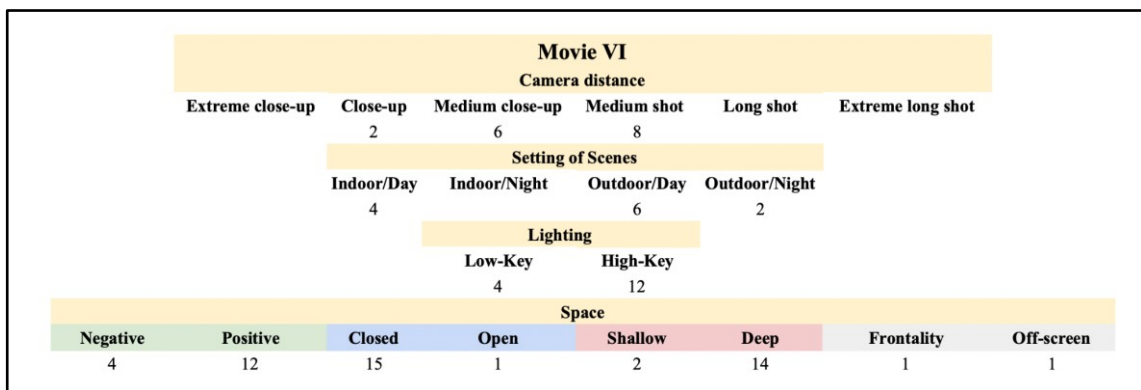 Movie VI
Camera distance
Extreme close-up Close-up Medium close-up Medium shot Long shot Extreme long shot
2 6 8
Setting of Scenes
Indoor/Day Indoor/Night Outdoor/Day Outdoor/Night
4 6 2
Lighting
Low-Key High-Key
4 12
Space
Negative Positive Closed Open Shallow Deep Frontality Off-screen
4 12 15 1 2 14 1 1